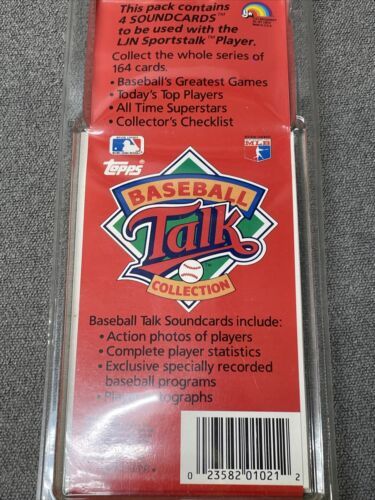 This pack contains
4 SOUNDCARDS™
to be used with the
LJN Sportstalk™ Player.
Collect the whole series of
164 cards.
• Baseball's Greatest Games
• Today's Top Players
• All Time Superstars
• Collector's Checklist
MLB
Topps
BASEBALL
Talk
COLLECTION
Baseball Talk Soundcards include:
• Action photos of players
• Complete player statistics
• Exclusive specially recorded
baseball programs
0 23582 01021 2